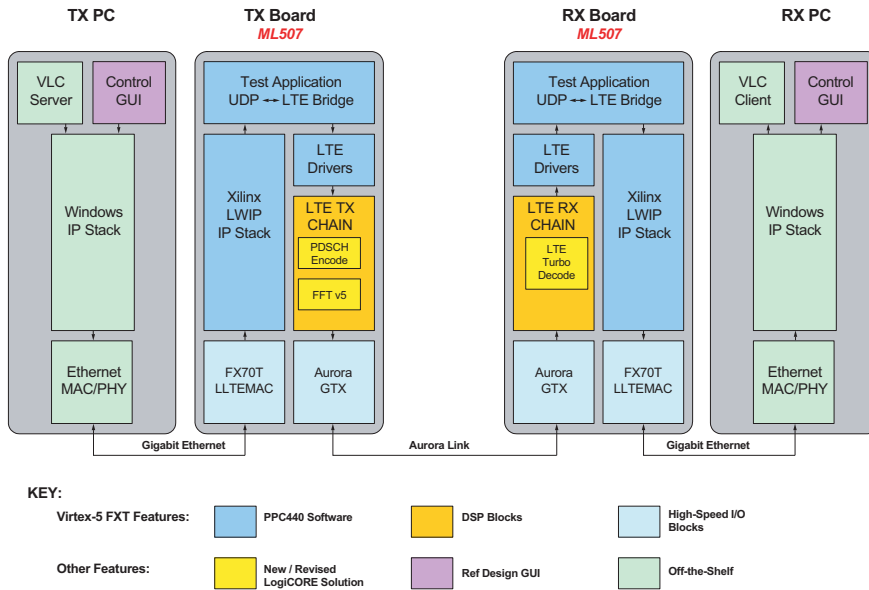 TX PC
TX Board
ML507
RX Board
ML507
RX PC
VLC
Server
Control
GUI
Windows
IP Stack
Ethernet
MAC/PHY
Test Application
UDP ↔ LTE Bridge
Xilinx
LWIP
IP Stack
LTE
Drivers
LTE TX
CHAIN
PDSCH
Encode
FFT v5
FX70T
LLTEMAC
Aurora
GTX
Test Application
UDP ↔ LTE Bridge
LTE
Drivers
LTE RX
CHAIN
LTE
Turbo
Decode
Xilinx
LWIP
IP Stack
Aurora
GTX
FX70T
LLTEMAC
VLC
Client
Control
GUI
Windows
IP Stack
Ethernet
MAC/PHY
Gigabit Ethernet
Aurora Link
Gigabit Ethernet
KEY:
Virtex-5 FXT Features:
PPC440 Software
DSP Blocks
High-Speed I/O
Blocks
Other Features:
New / Revised
LogiCORE Solution
Ref Design GUI
Off-the-Shelf